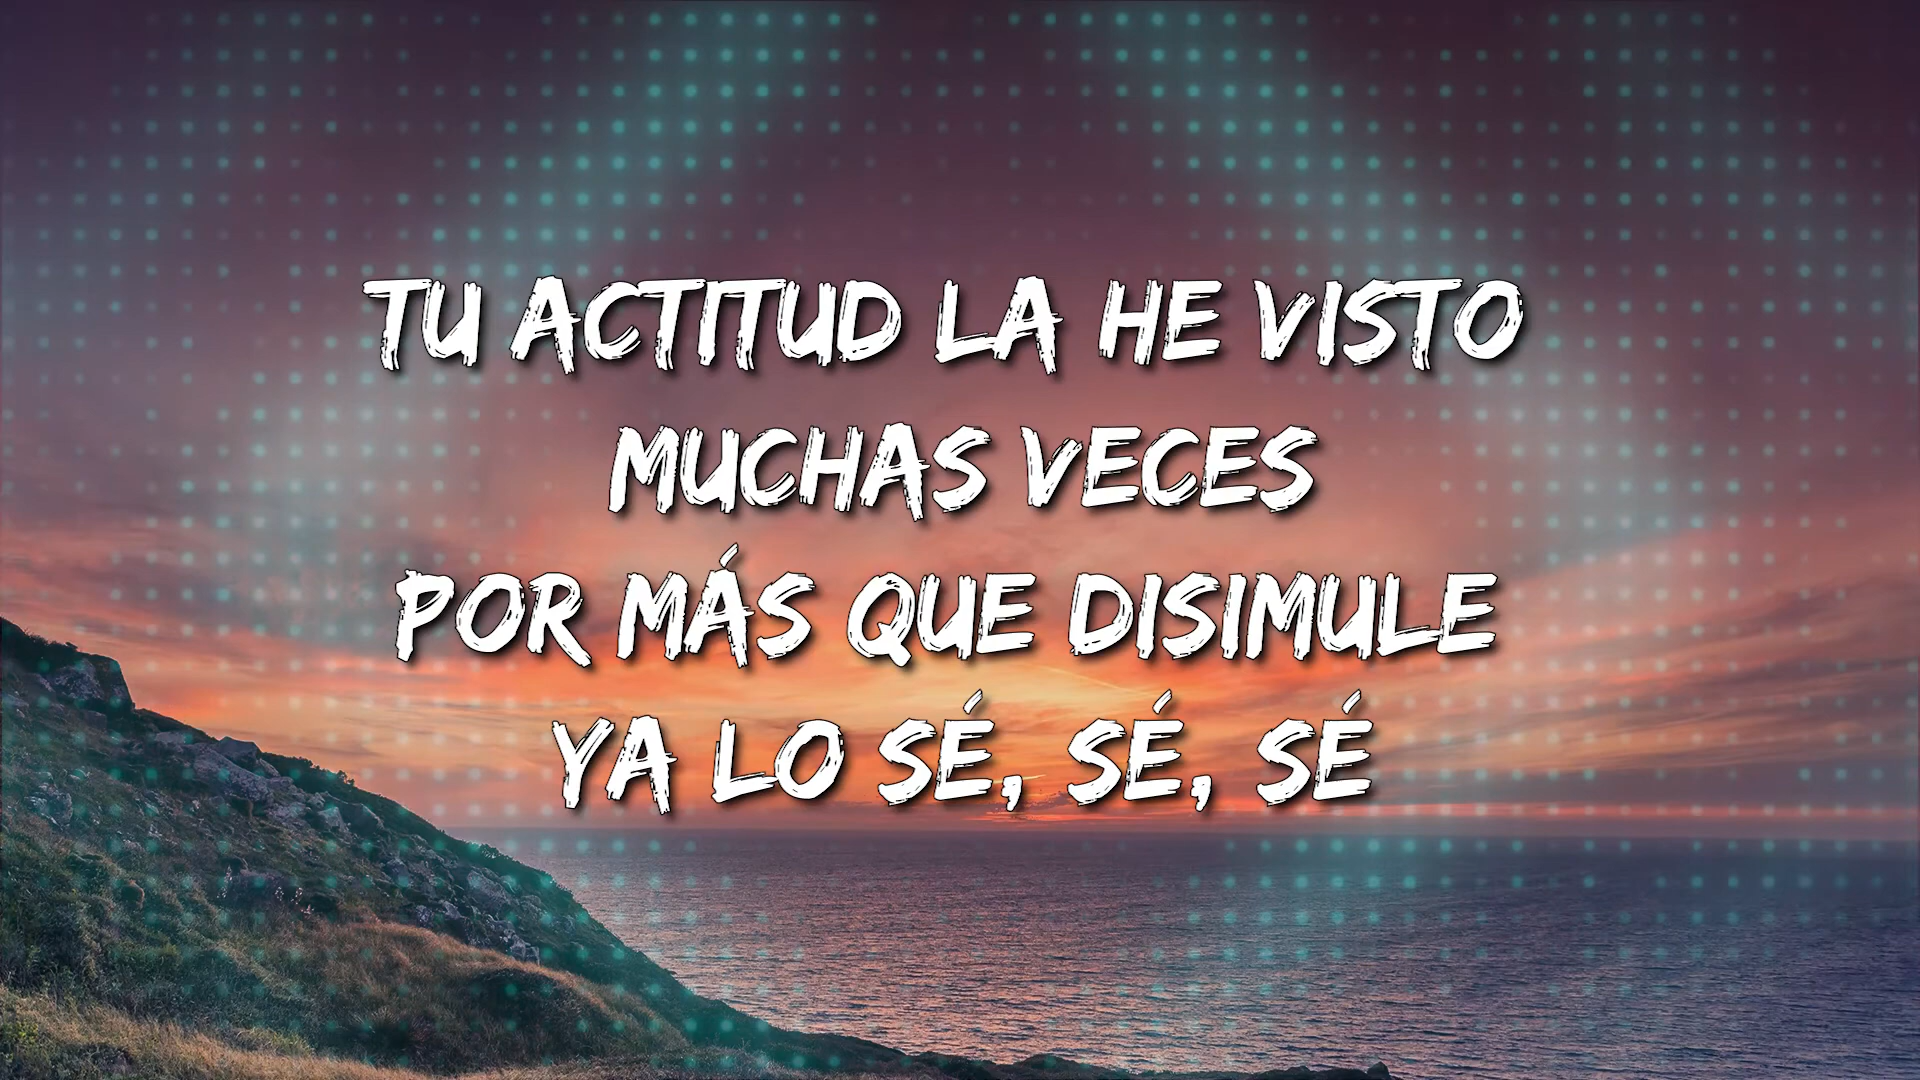 TU ACTITUD LA HE VISTO
MUCHAS VECES
POR MÁS QUE DISIMULE
YA LO SÉ, SÉ, SÉ